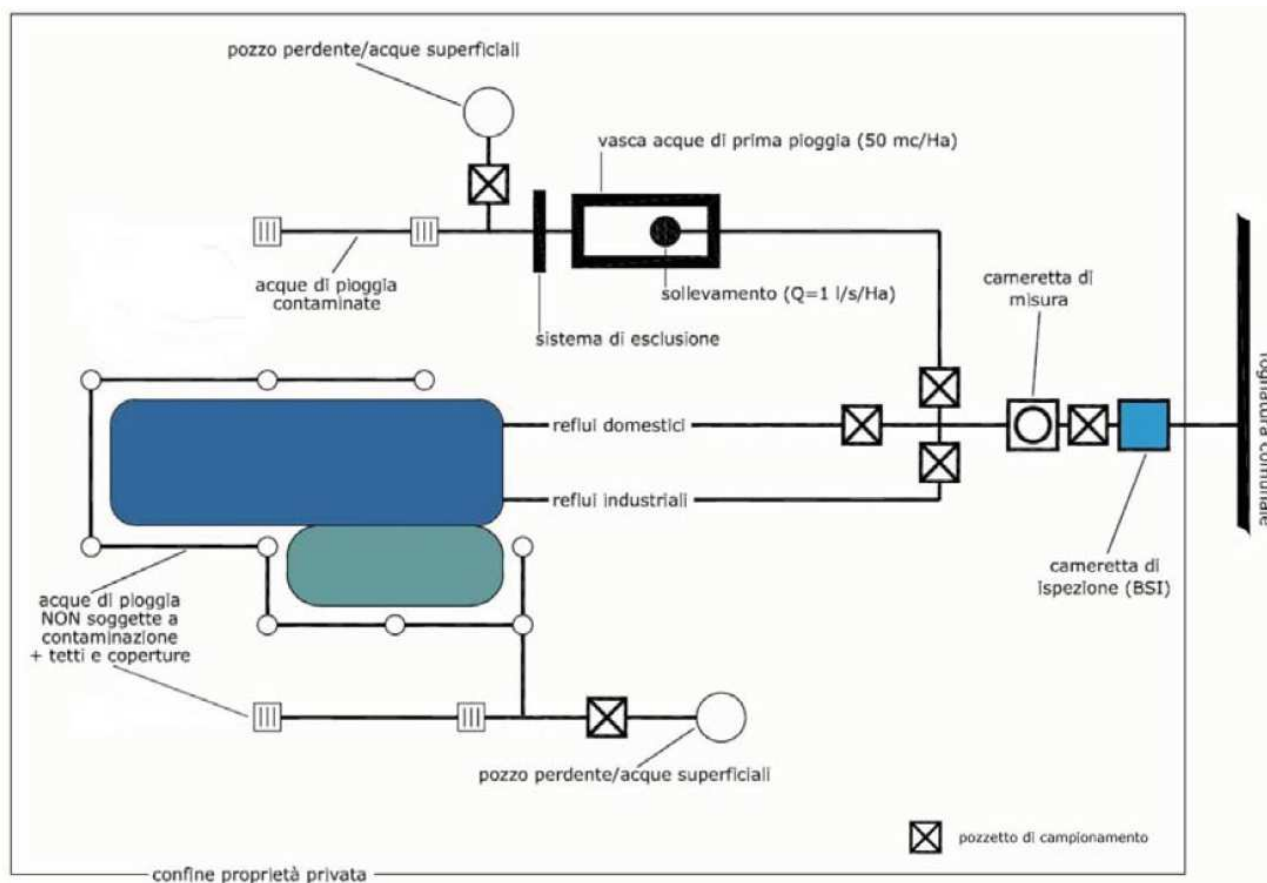 pozzo perdente/acque superficiali
vasca acque di prima pioggia (50 mc/Ha)
acque di pioggia
contaminate
sollevamento (Q=1 l/s/Ha)
sistema di esclusione
cameretta di
misura
fognatura comunale
reflui domestici
reflui industriali
cameretta di
ispezione (BSI)
acque di pioggia
NON soggette a
contaminazione
+ tetti e coperture
pozzo perdente/acque superficiali
pozzetto di campionamento
confine proprietà privata